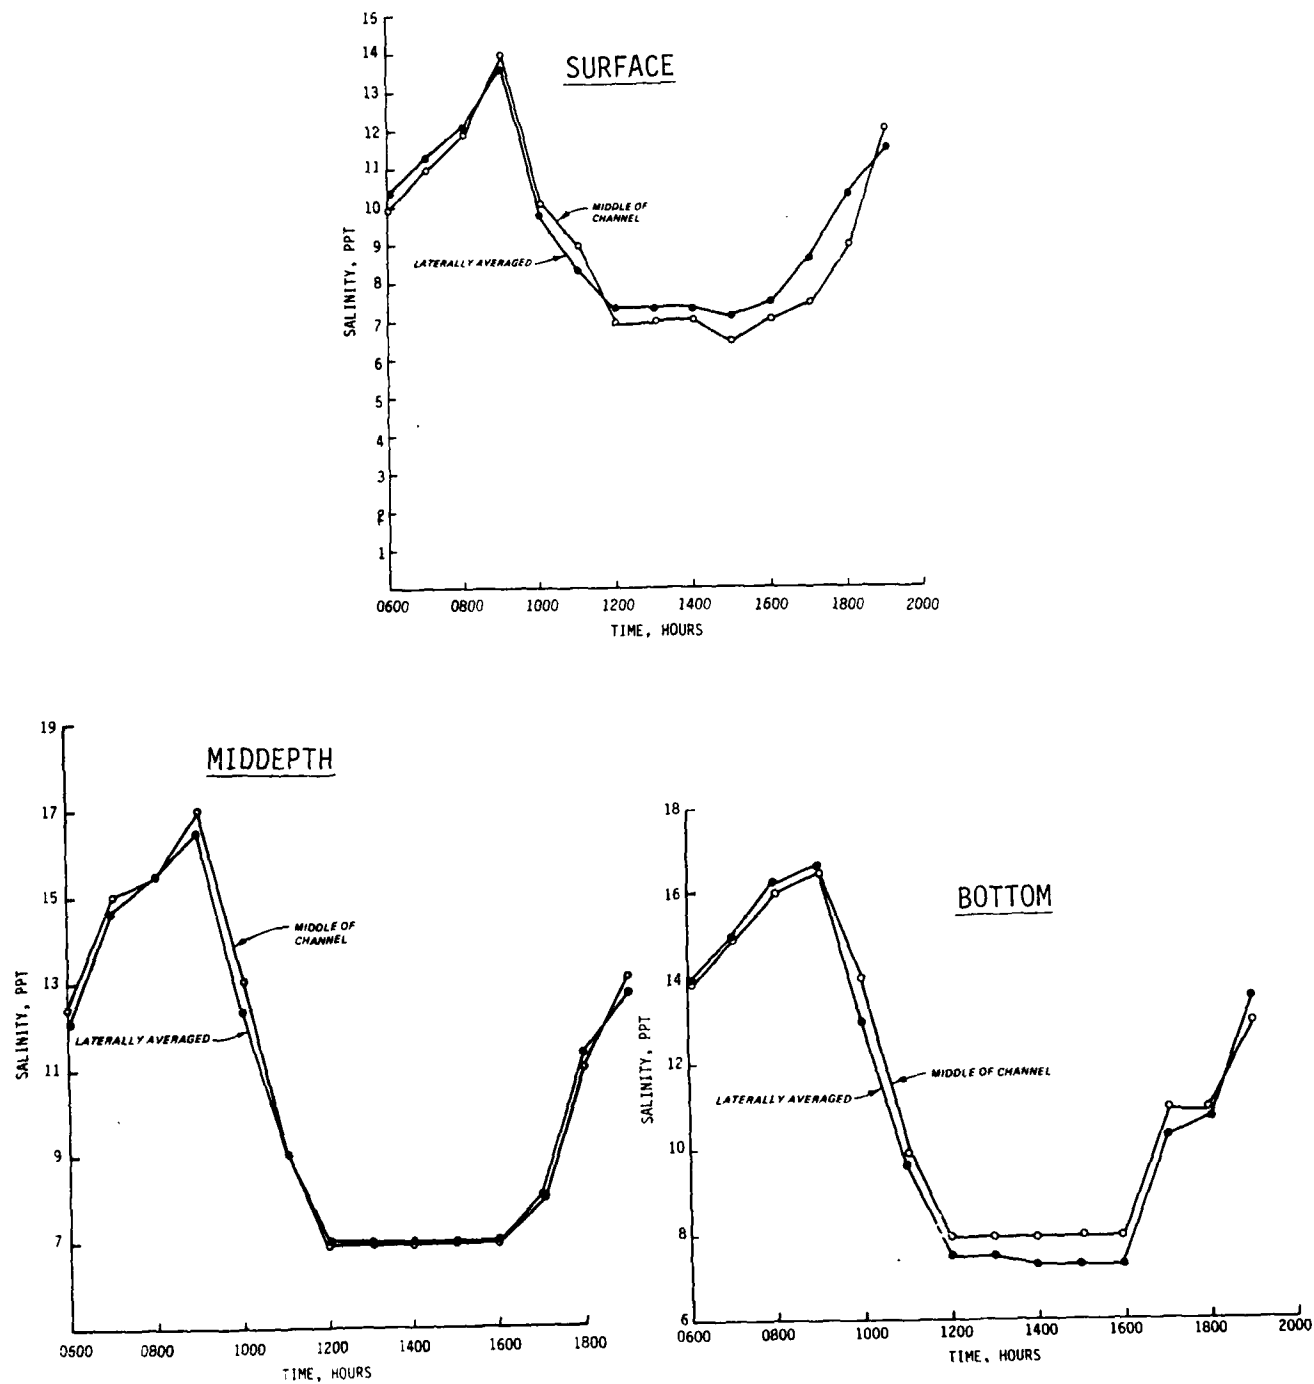 SURFACE
15
14
13
12
11
10
9
8
7
6
5
4
3
2
1
SALINITY, PPT
MIDDLE OF
CHANNEL
LATERALLY AVERAGED
0600 0800 1000 1200 1400 1600 1800 2000
TIME, HOURS
MIDDEPTH
19
17
15
13
11
9
7
SALINITY, PPT
MIDDLE OF
CHANNEL
LATERALLY AVERAGED
0600 0800 1000 1200 1400 1600 1800
TIME, HOURS
BOTTOM
18
16
14
12
10
8
6
SALINITY, PPT
MIDDLE OF CHANNEL
LATERALLY AVERAGED
0600 0800 1000 1200 1400 1600 1800 2000
TIME, HOURS